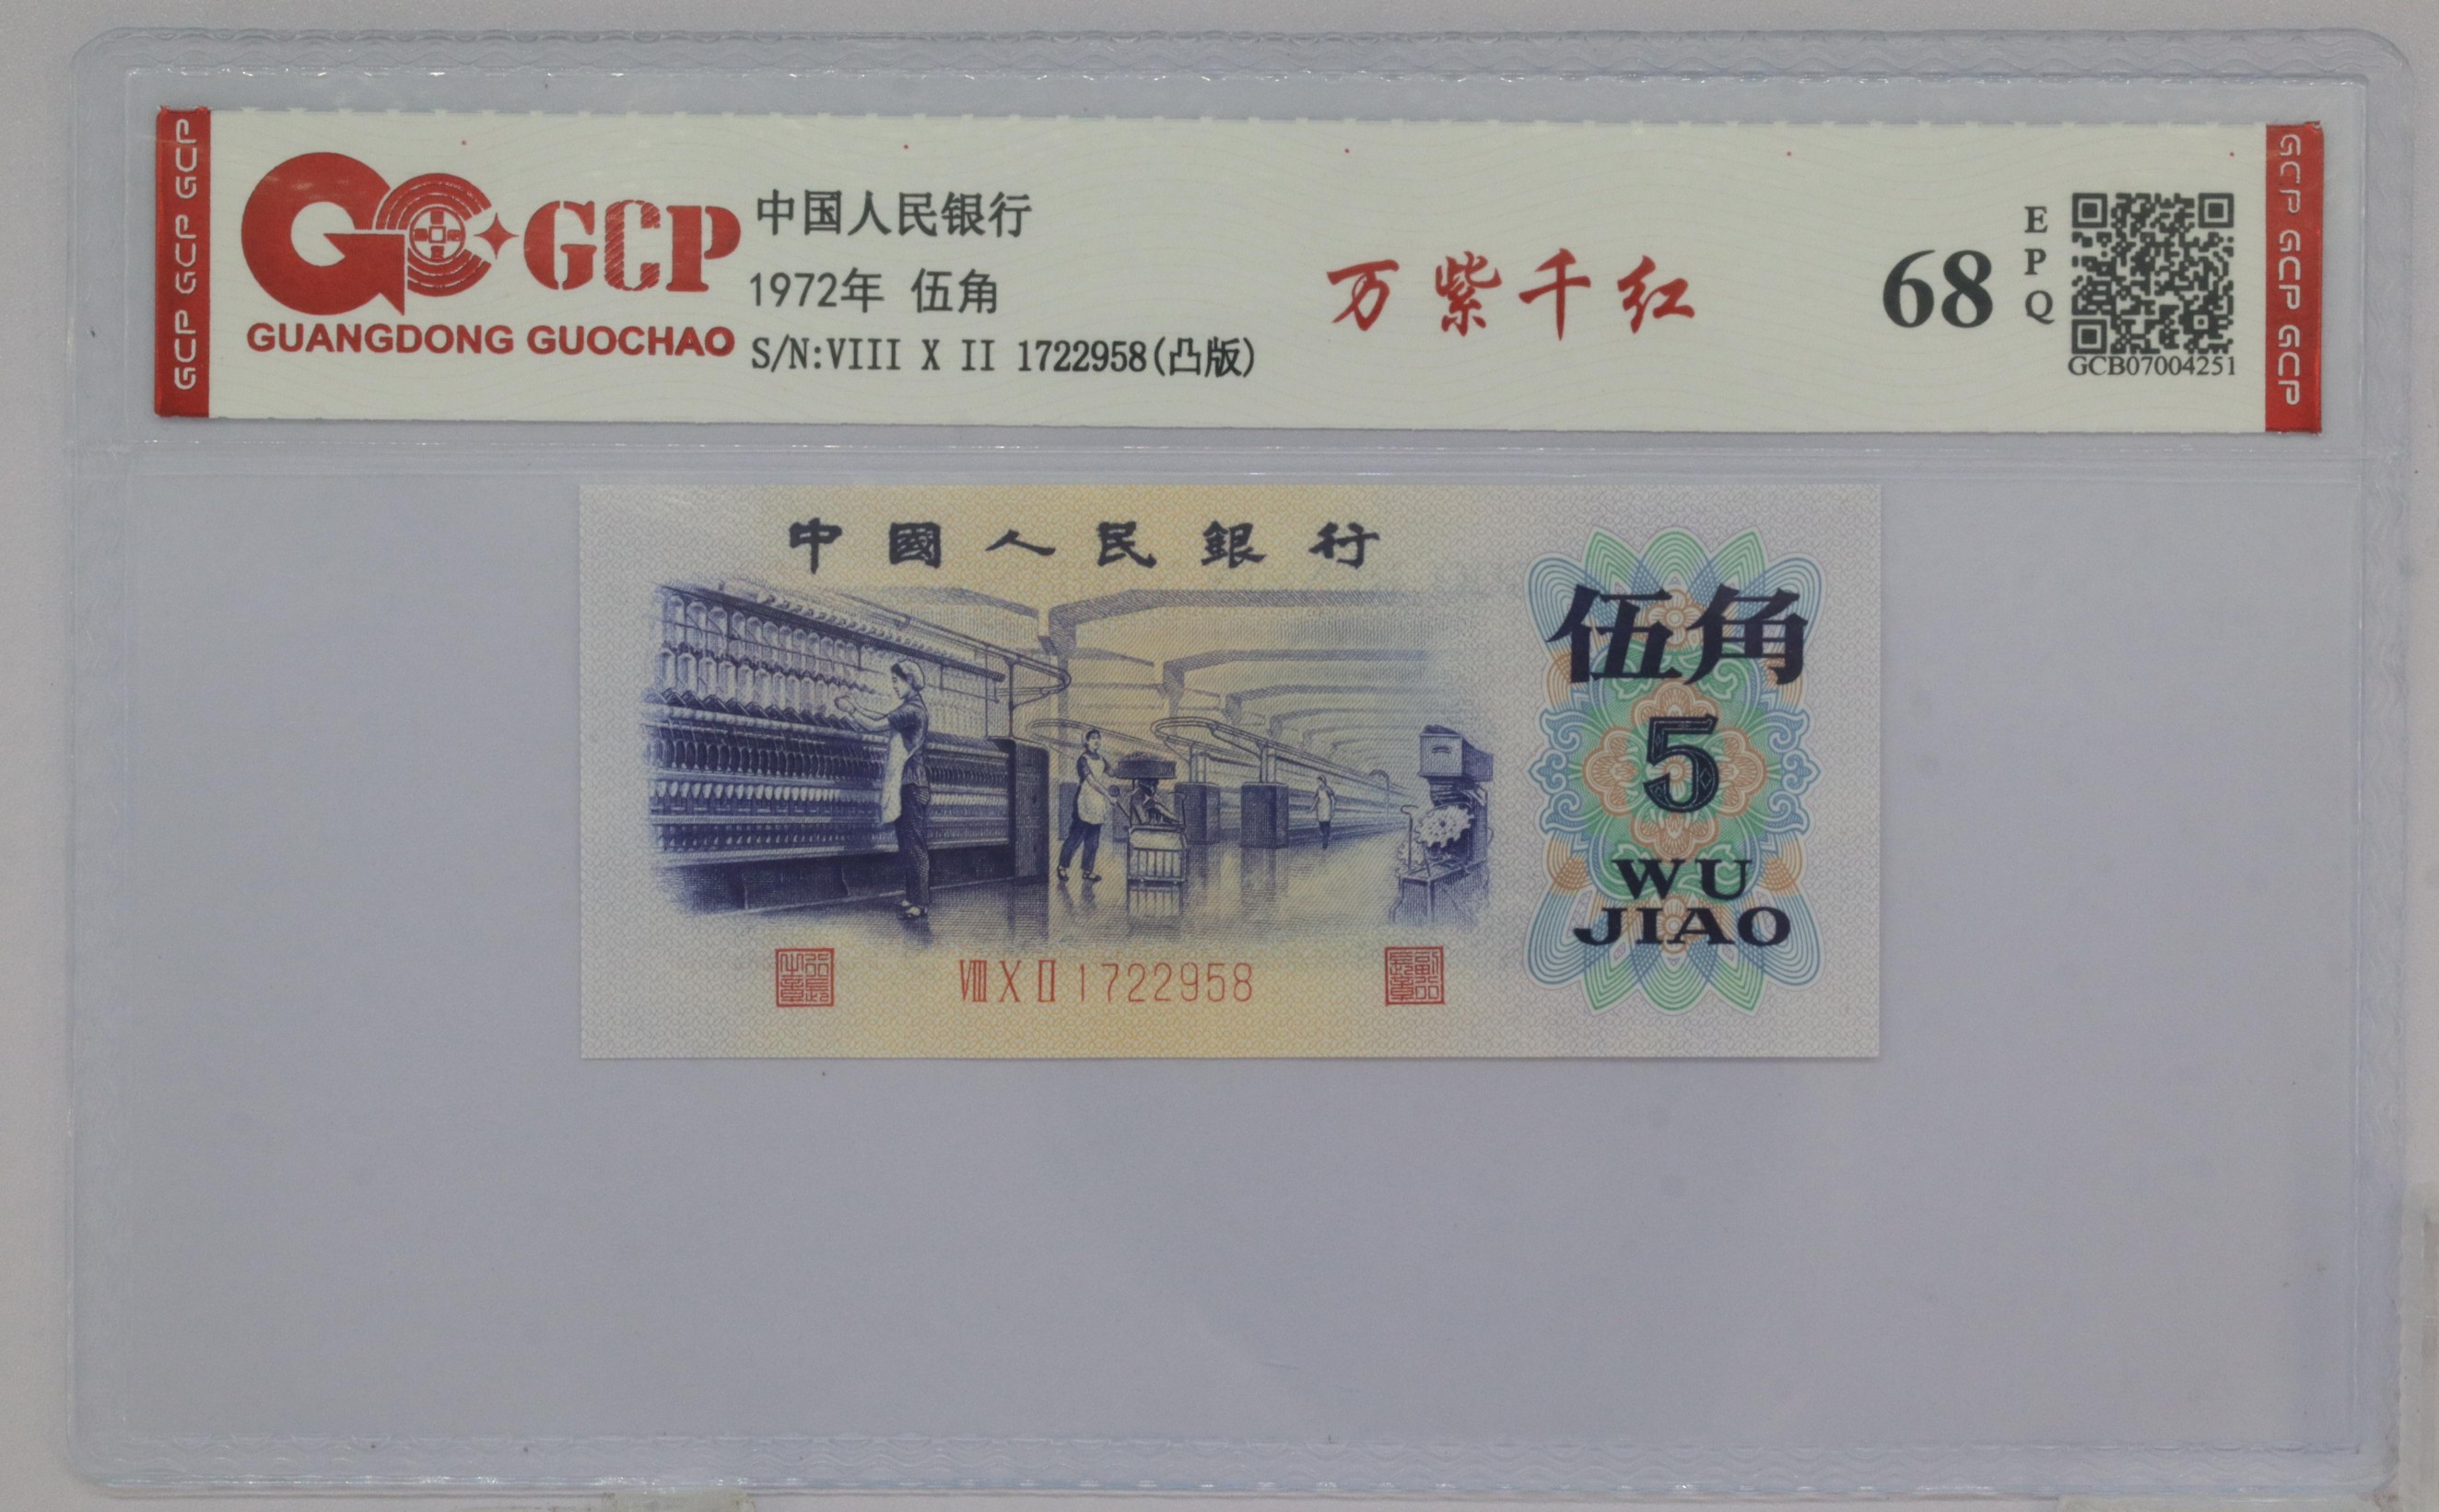 GCP GCP GCP
GCP
GUANGDONG GUOCHAO
中国人民银行
1972年 伍角
S/N:VIII X II 1722958(凸版)
万紫千红
68
EPQ
GCB07004251
GCP GCP GCP
中國人民銀行
伍角
5
WU
JIAO
VIII X II 1722958